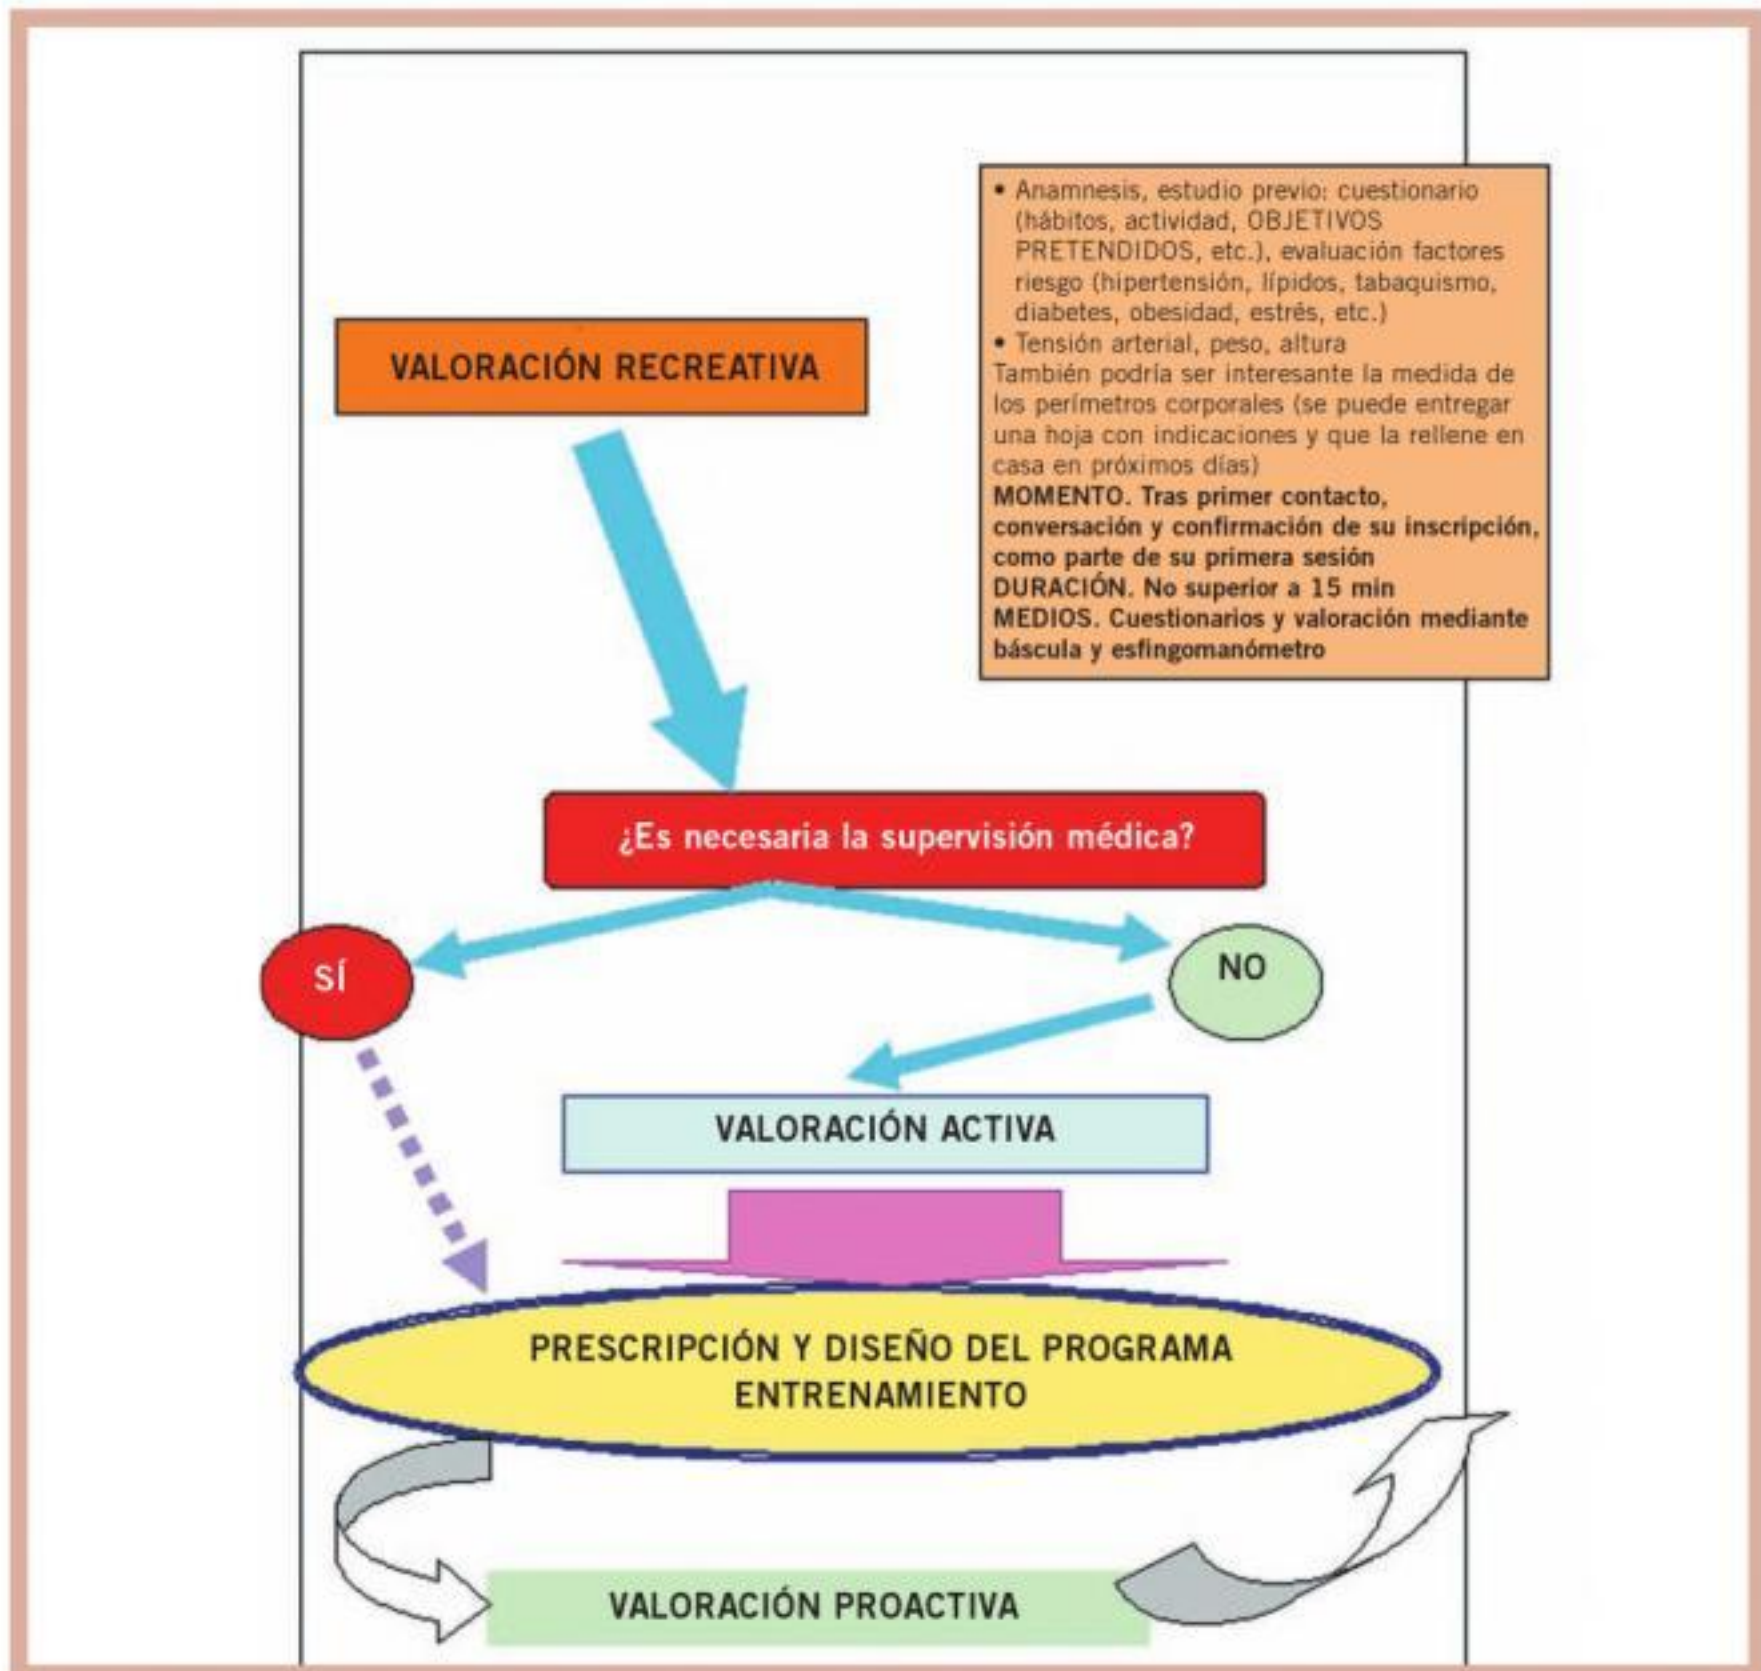 • Anamnesis, estudio previo: cuestionario
(hábitos, actividad, OBJETIVOS
PRETENDIDOS, etc.), evaluación factores
riesgo (hipertensión, lípidos, tabaquismo,
diabetes, obesidad, estrés, etc.)
• Tensión arterial, peso, altura
También podría ser interesante la medida de
los perímetros corporales (se puede entregar
una hoja con indicaciones y que la rellene en
casa en próximos días)
MOMENTO. Tras primer contacto,
conversación y confirmación de su inscripción,
como parte de su primera sesión
DURACIÓN. No superior a 15 min
MEDIOS. Cuestionarios y valoración mediante
báscula y esfingomanómetro
VALORACIÓN RECREATIVA
¿Es necesaria la supervisión médica?
SÍ
NO
VALORACIÓN ACTIVA
PRESCRIPCIÓN Y DISEÑO DEL PROGRAMA
ENTRENAMIENTO
VALORACIÓN PROACTIVA